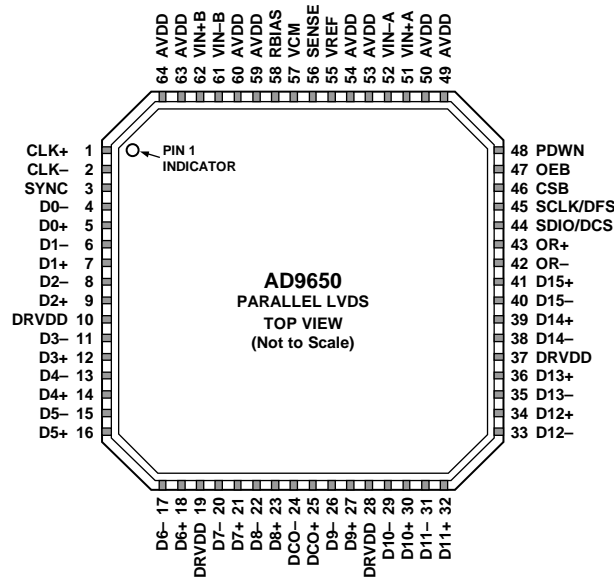 64 AVDD
63 AVDD
62 VIN+B
61 VIN–B
60 AVDD
59 AVDD
58 RBIAS
57 VCM
56 SENSE
55 VREF
54 AVDD
53 AVDD
52 VIN–A
51 VIN+A
50 AVDD
49 AVDD
CLK+ 1
CLK– 2
SYNC 3
D0– 4
D0+ 5
D1– 6
D1+ 7
D2– 8
D2+ 9
DRVDD 10
D3– 11
D3+ 12
D4– 13
D4+ 14
D5– 15
D5+ 16
PIN 1
INDICATOR
AD9650
PARALLEL LVDS
TOP VIEW
(Not to Scale)
48 PDWN
47 OEB
46 CSB
45 SCLK/DFS
44 SDIO/DCS
43 OR+
42 OR–
41 D15+
40 D15–
39 D14+
38 D14–
37 DRVDD
36 D13+
35 D13–
34 D12+
33 D12–
D6– 17
D6+ 18
DRVDD 19
D7– 20
D7+ 21
D8– 22
D8+ 23
DCO– 24
DCO+ 25
D9– 26
D9+ 27
DRVDD 28
D10– 29
D10+ 30
D11– 31
D11+ 32